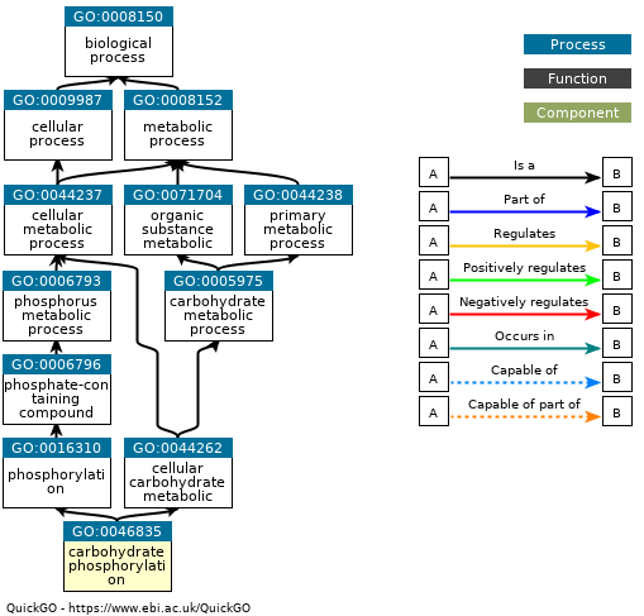 GO:0008150
biological
process
GO:0009987
cellular
process
GO:0008152
metabolic
process
GO:0044237
cellular
metabolic
process
GO:0071704
organic
substance
metabolic
GO:0044238
primary
metabolic
process
GO:0006793
phosphorus
metabolic
process
GO:0005975
carbohydrate
metabolic
process
GO:0006796
phosphate-con
taining
compound
GO:0016310
phosphorylati
on
GO:0044262
cellular
carbohydrate
metabolic
GO:0046835
carbohydrate
phosphorylati
on
QuickGO - https://www.ebi.ac.uk/QuickGO
Process
Function
Component
A Is a B
A Part of B
A Regulates B
A Positively regulates B
A Negatively regulates B
A Occurs in B
A Capable of B
A Capable of part of B